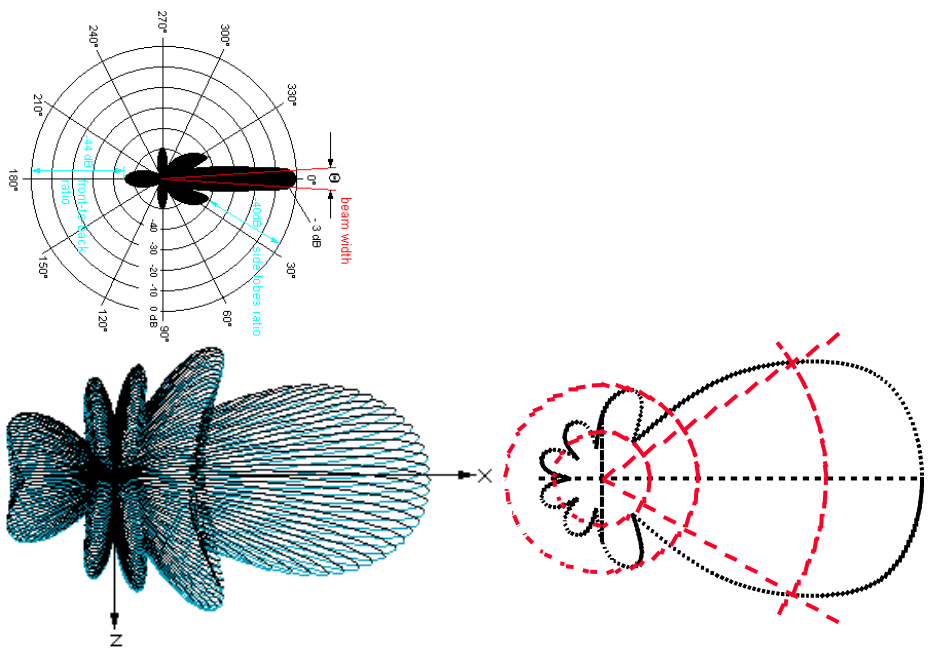 270°
240°
300°
210°
330°
180°
0°
150°
30°
120°
60°
90°
-40
-30
-20
-10
0 dB
-44 dB
front-to-back
ratio
-40dB
side lobes ratio
Θ
beam width
- 3 dB
X
Z